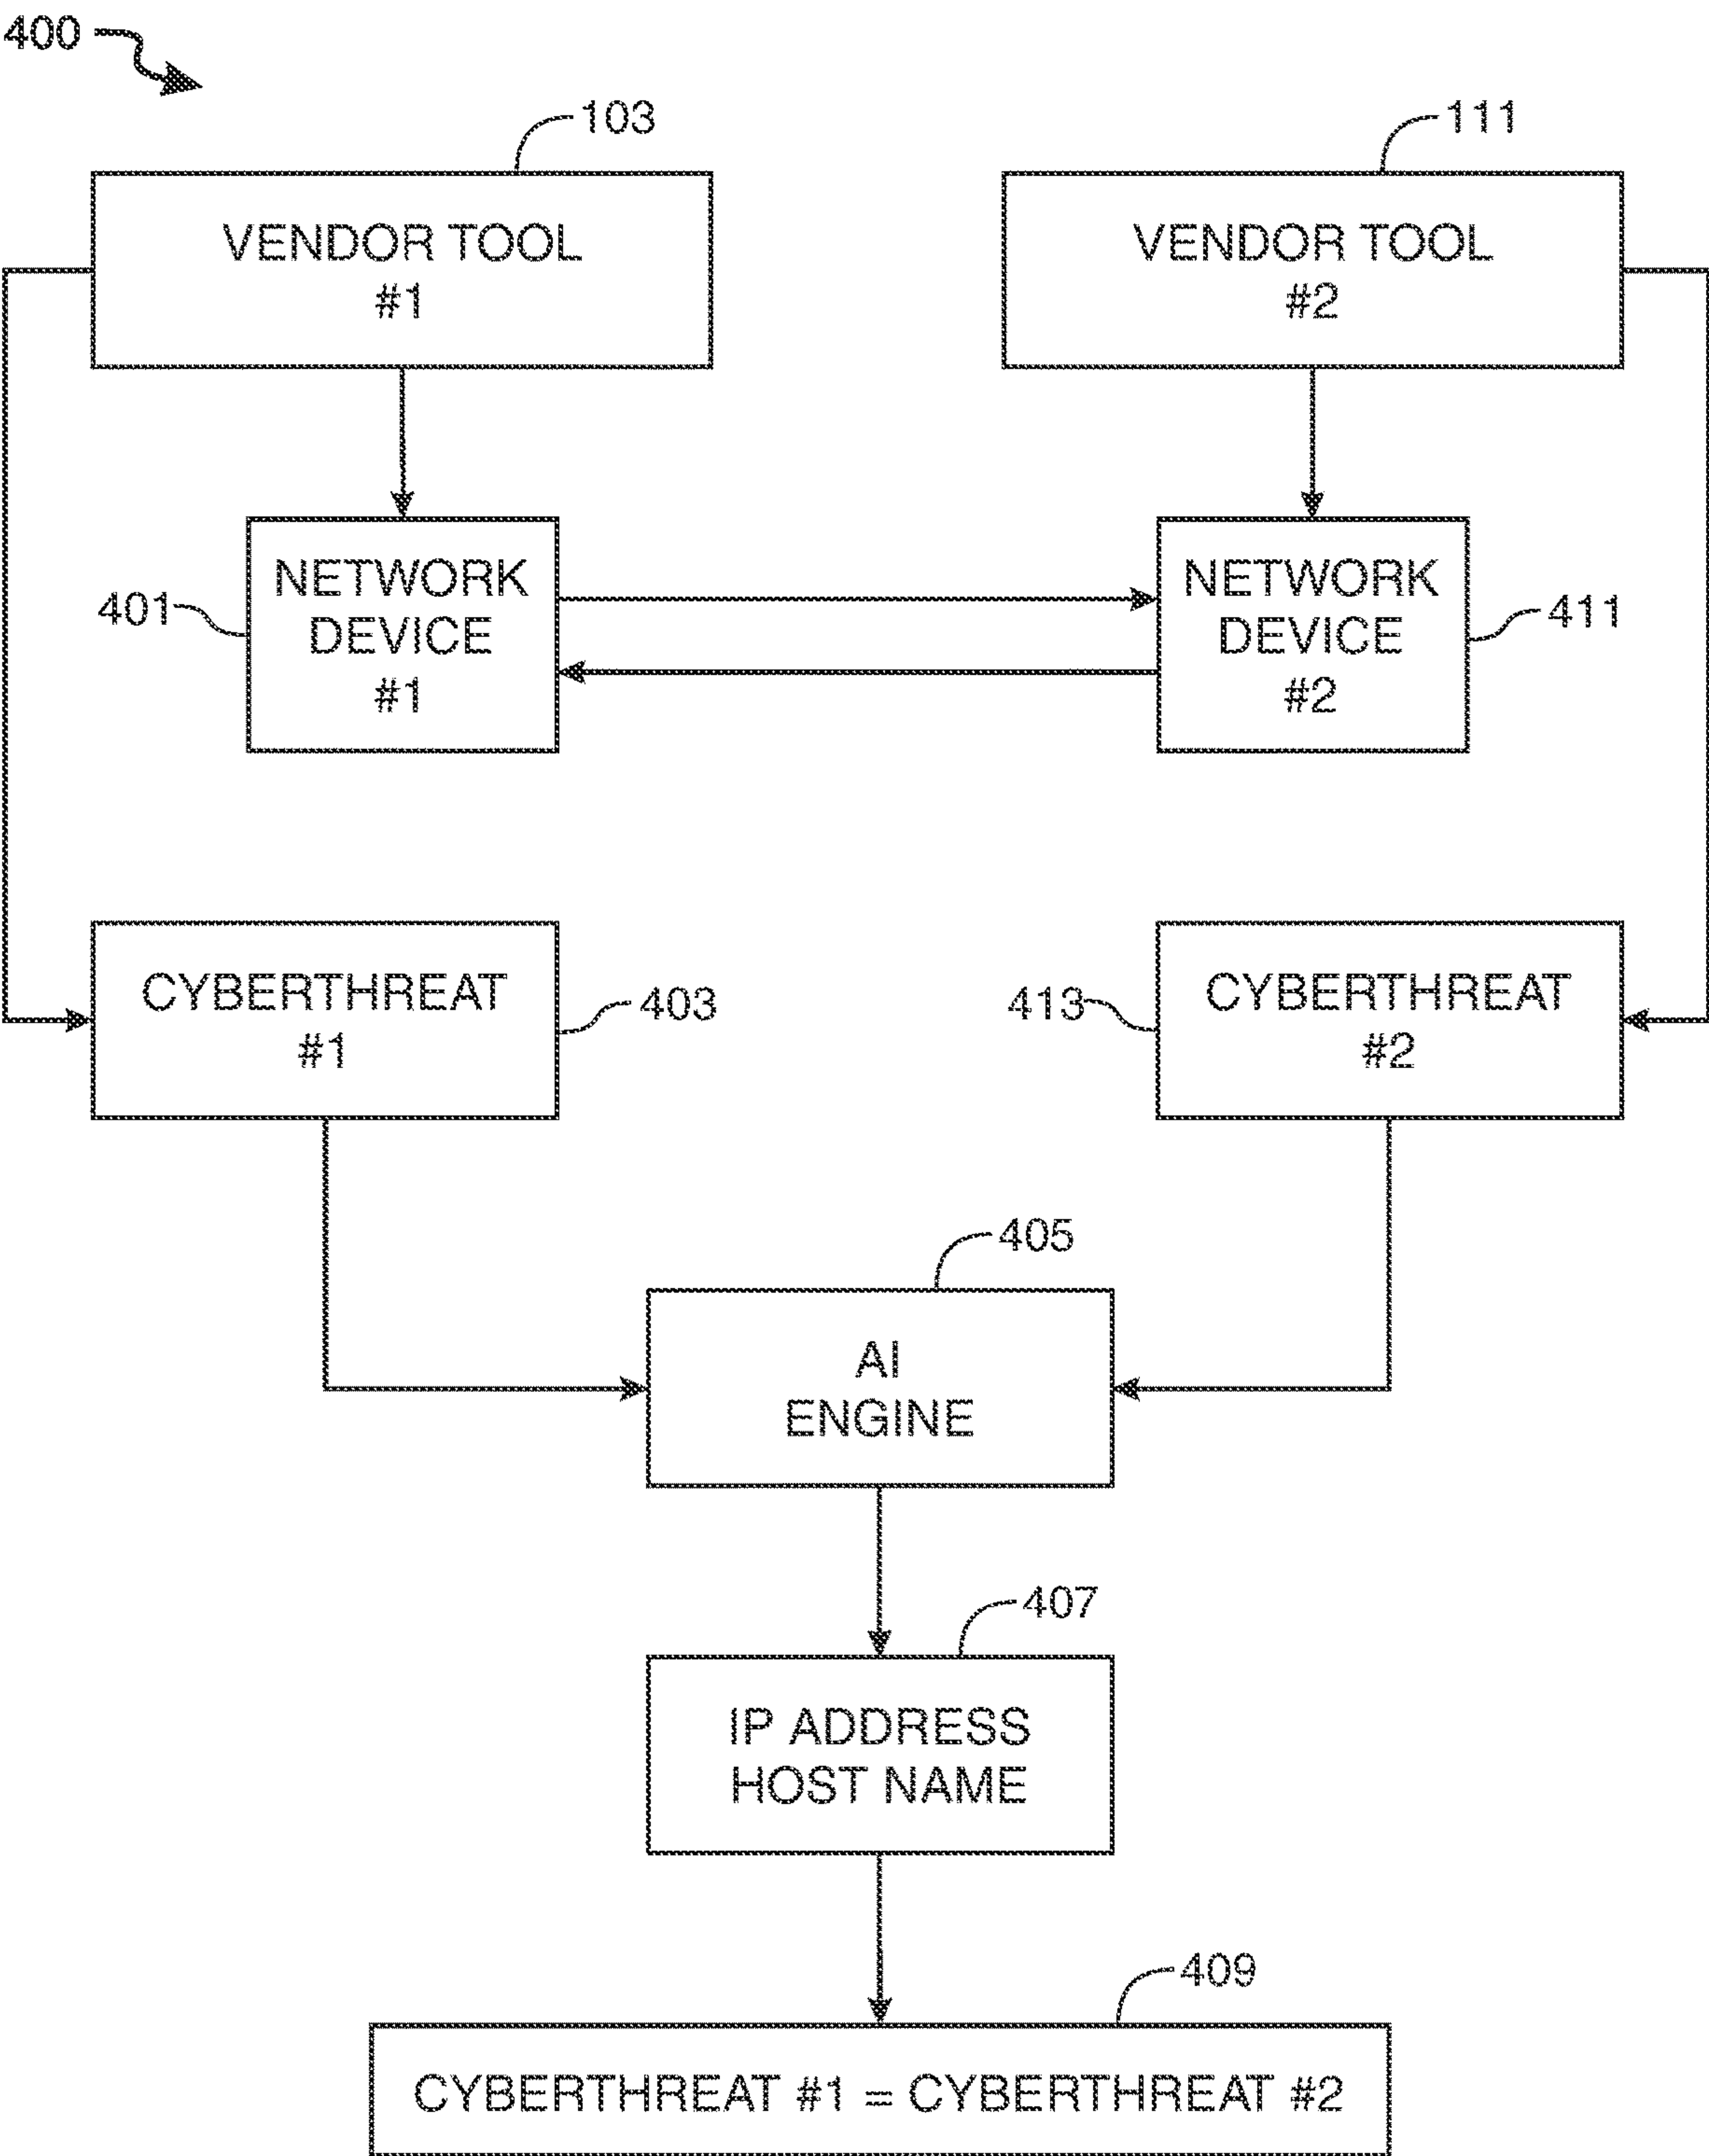 400
103
111
VENDOR TOOL
#1
VENDOR TOOL
#2
NETWORK
DEVICE
#1
401
NETWORK
DEVICE
#2
411
CYBERTHREAT
#1
403
413
CYBERTHREAT
#2
405
AI
ENGINE
407
IP ADDRESS
HOST NAME
409
CYBERTHREAT #1 = CYBERTHREAT #2